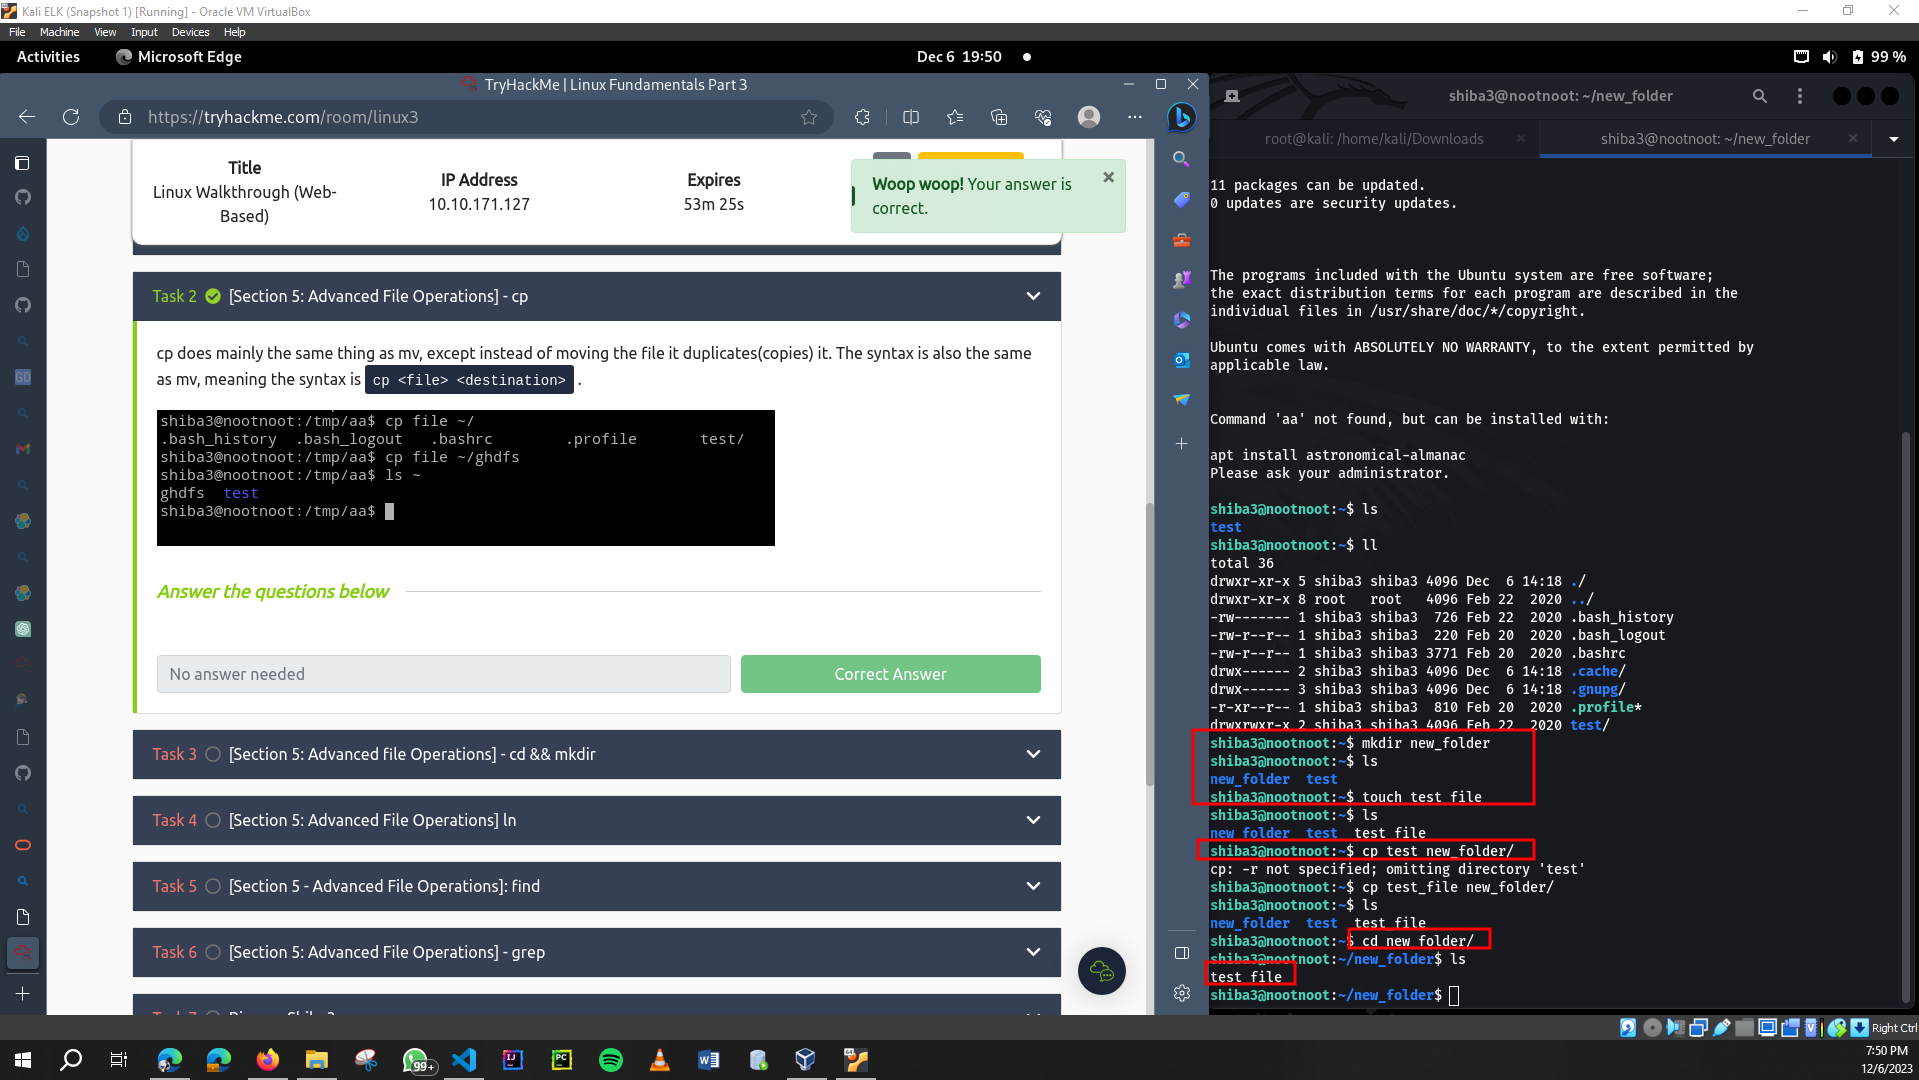 Kali ELK (Snapshot 1) [Running] - Oracle VM VirtualBox
File Machine View Input Devices Help
Activities Microsoft Edge Dec 6 19:50 99 %
TryHackMe | Linux Fundamentals Part 3
https://tryhackme.com/room/linux3
Title
Linux Walkthrough (Web-
Based)
IP Address
10.10.171.127
Expires
53m 25s
Woop woop! Your answer is
correct.
Task 2 [Section 5: Advanced File Operations] - cp
cp does mainly the same thing as mv, except instead of moving the file it duplicates(copies) it. The syntax is also the same
as mv, meaning the syntax is cp <file> <destination> .
shiba3@nootnoot:/tmp/aa$ cp file ~/
.bash_history .bash_logout .bashrc .profile test/
shiba3@nootnoot:/tmp/aa$ cp file ~/ghdfs
shiba3@nootnoot:/tmp/aa$ ls ~
ghdfs test
shiba3@nootnoot:/tmp/aa$
Answer the questions below
No answer needed
Correct Answer
Task 3 [Section 5: Advanced file Operations] - cd && mkdir
Task 4 [Section 5: Advanced File Operations] ln
Task 5 [Section 5 - Advanced File Operations]: find
Task 6 [Section 5: Advanced File Operations] - grep
GD
shiba3@nootnoot: ~/new_folder
root@kali: /home/kali/Downloads
shiba3@nootnoot: ~/new_folder
11 packages can be updated.
0 updates are security updates.
The programs included with the Ubuntu system are free software;
the exact distribution terms for each program are described in the
individual files in /usr/share/doc/*/copyright.
Ubuntu comes with ABSOLUTELY NO WARRANTY, to the extent permitted by
applicable law.
Command 'aa' not found, but can be installed with:
apt install astronomical-almanac
Please ask your administrator.
shiba3@nootnoot:~$ ls
test
shiba3@nootnoot:~$ ll
total 36
drwxr-xr-x 5 shiba3 shiba3 4096 Dec  6 14:18 ./
drwxr-xr-x 8 root   root   4096 Feb 22  2020 ../
-rw------- 1 shiba3 shiba3  726 Feb 22  2020 .bash_history
-rw-r--r-- 1 shiba3 shiba3  220 Feb 20  2020 .bash_logout
-rw-r--r-- 1 shiba3 shiba3 3771 Feb 20  2020 .bashrc
drwx------ 2 shiba3 shiba3 4096 Dec  6 14:18 .cache/
drwx------ 3 shiba3 shiba3 4096 Dec  6 14:18 .gnupg/
-r-xr--r-- 1 shiba3 shiba3  810 Feb 20  2020 .profile*
drwxrwxr-x 2 shiba3 shiba3 4096 Feb 22  2020 test/
shiba3@nootnoot:~$ mkdir new_folder
shiba3@nootnoot:~$ ls
new_folder  test
shiba3@nootnoot:~$ touch test_file
shiba3@nootnoot:~$ ls
new_folder  test  test_file
shiba3@nootnoot:~$ cp test new_folder/
cp: -r not specified; omitting directory 'test'
shiba3@nootnoot:~$ cp test_file new_folder/
shiba3@nootnoot:~$ ls
new_folder  test  test_file
shiba3@nootnoot:~$ cd new_folder/
shiba3@nootnoot:~/new_folder$ ls
test_file
shiba3@nootnoot:~/new_folder$
Right Ctrl
99+
7:50 PM
12/6/2023